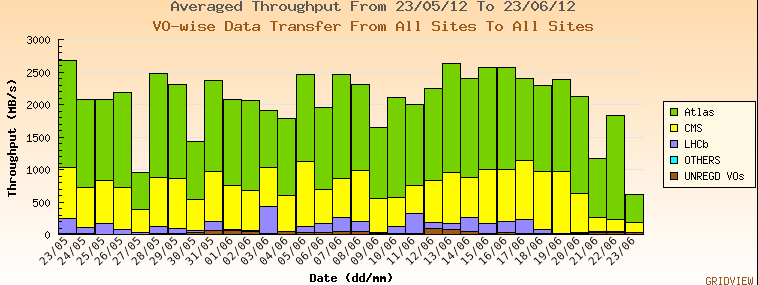 Averaged Throughput From 23/05/12 To 23/06/12
VO-wise Data Transfer From All Sites To All Sites
Throughput (MB/s)
3000
2500
2000
1500
1000
500
0
Atlas
CMS
LHCb
OTHERS
UNREGD VOs
23/05 24/05 25/05 26/05 27/05 28/05 29/05 30/05 31/05 01/06 02/06 03/06 04/06 05/06 06/06 07/06 08/06 09/06 10/06 11/06 12/06 13/06 14/06 15/06 16/06 17/06 18/06 19/06 20/06 21/06 22/06 23/06
Date (dd/mm)
GRIDVIEW